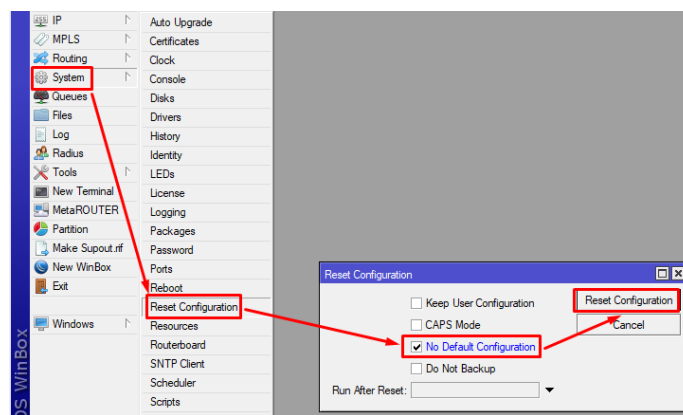 IP
MPLS
Routing
System
Queues
Files
Log
Radius
Tools
New Terminal
MetaROUTER
Partition
Make Supout.rif
New WinBox
Exit
Windows
OS WinBox
Auto Upgrade
Certificates
Clock
Console
Disks
Drivers
History
Identity
LEDs
License
Logging
Packages
Password
Ports
Reboot
Reset Configuration
Resources
Routerboard
SNTP Client
Scheduler
Scripts
Reset Configuration
Keep User Configuration
CAPS Mode
No Default Configuration
Do Not Backup
Run After Reset:
Reset Configuration
Cancel